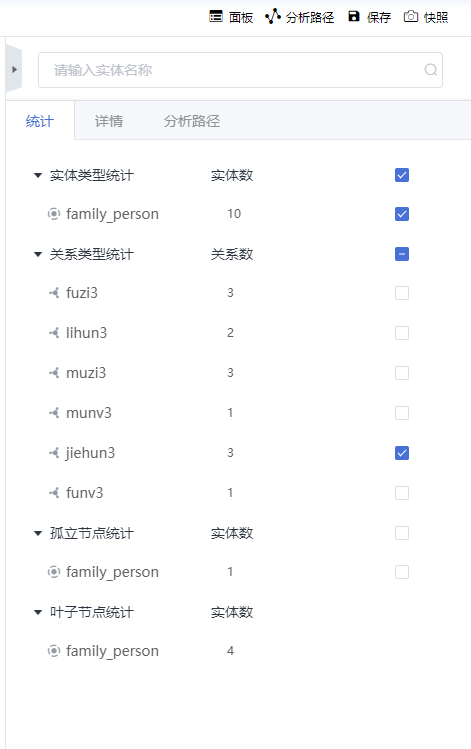 面板 分析路径 保存 快照
请输入实体名称
统计 详情 分析路径
实体类型统计 实体数
family_person 10
关系类型统计 关系数
fuzi3 3
lihun3 2
muzi3 3
munv3 1
jiehun3 3
funv3 1
孤立节点统计 实体数
family_person 1
叶子节点统计 实体数
family_person 4